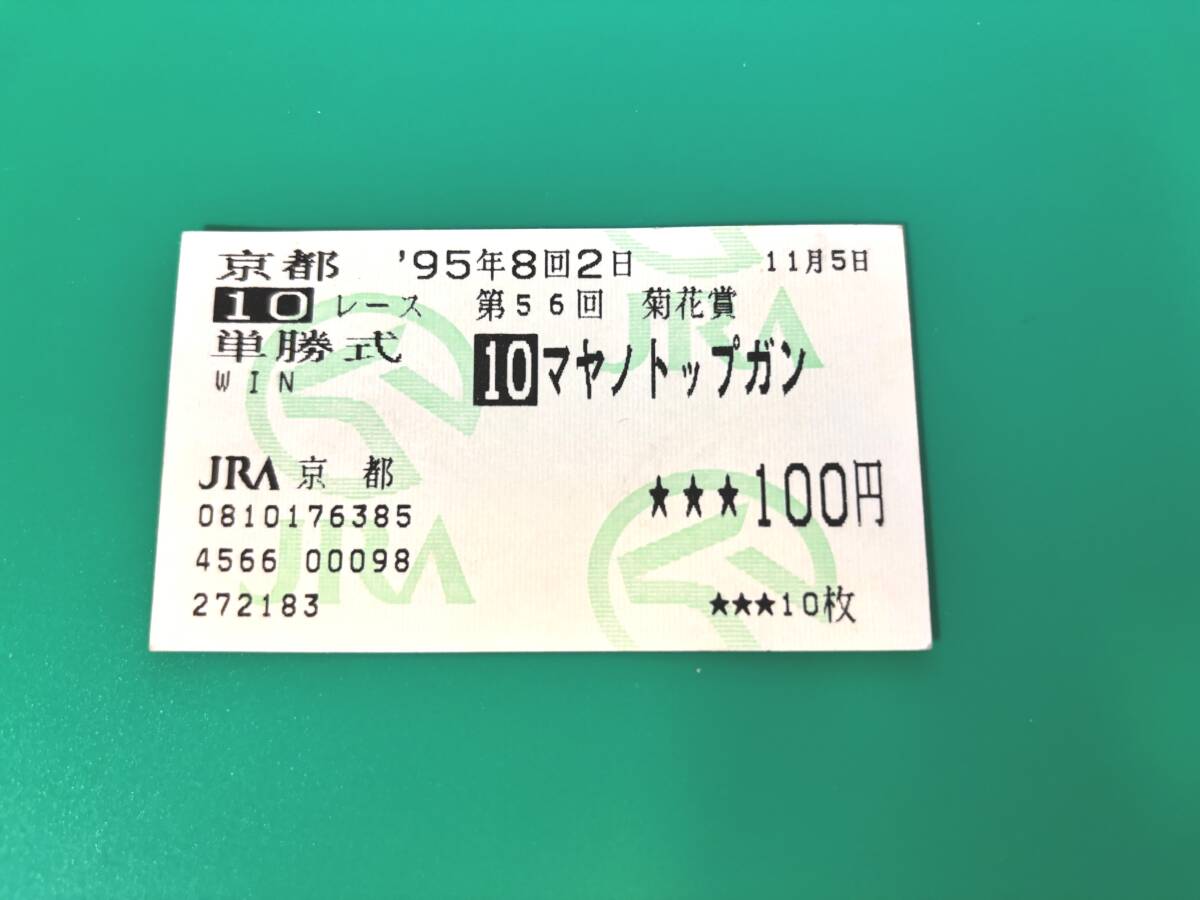 京都 '95年8回2日 11月5日
10 レース 第56回 菊花賞
単勝式 10 マヤノトップガン
WIN
JRA 京都 ★★★100円
0810176385
4566 00098
272183 ★★★10枚
JRA
JRA